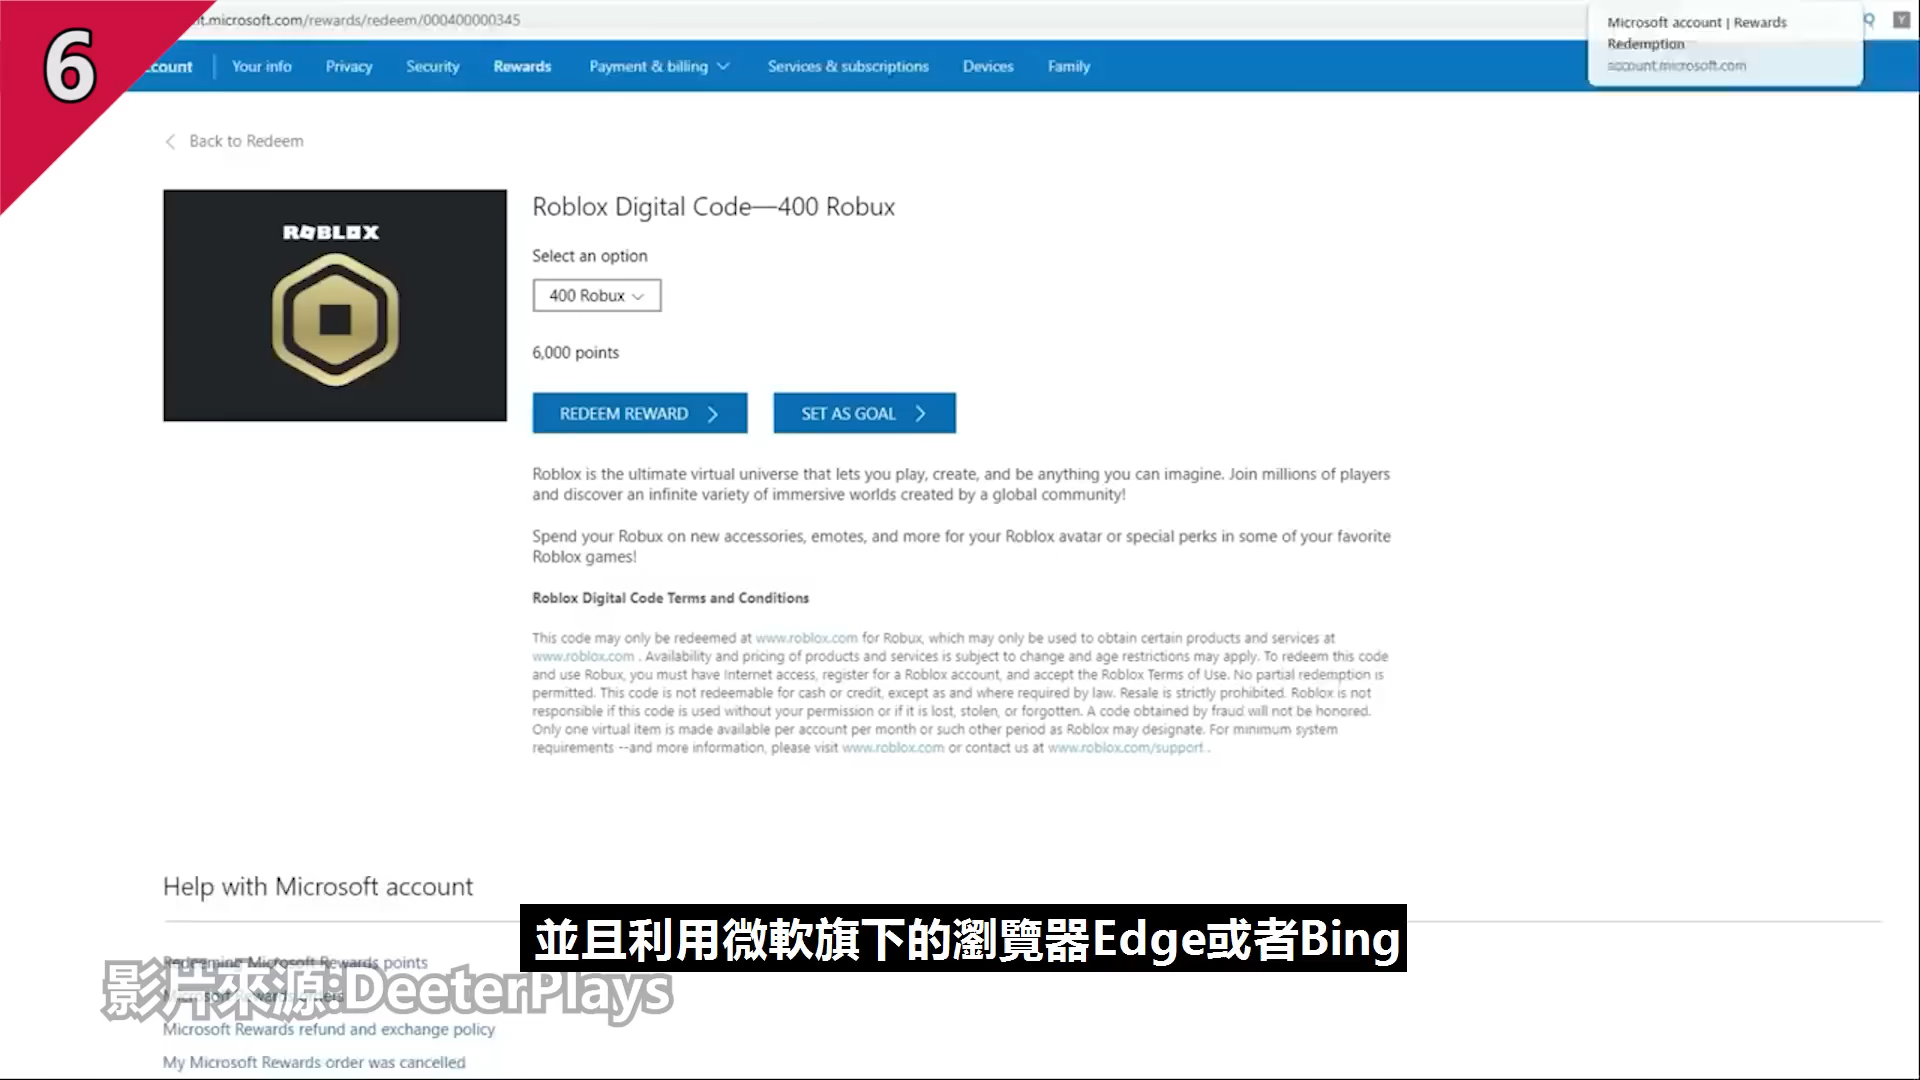 6
t.microsoft.com/rewards/redeem/000400000345
Microsoft account | Rewards
Redemption
account.microsoft.com
Y
ccount
Your info
Privacy
Security
Rewards
Payment & billing
Services & subscriptions
Devices
Family
Back to Redeem
ROBLOX
Roblox Digital Code—400 Robux
Select an option
400 Robux
6,000 points
REDEEM REWARD
SET AS GOAL
Roblox is the ultimate virtual universe that lets you play, create, and be anything you can imagine. Join millions of players
and discover an infinite variety of immersive worlds created by a global community!
Spend your Robux on new accessories, emotes, and more for your Roblox avatar or special perks in some of your favorite
Roblox games!
Roblox Digital Code Terms and Conditions
This code may only be redeemed at www.roblox.com for Robux, which may only be used to obtain certain products and services at
www.roblox.com . Availability and pricing of products and services is subject to change and age restrictions may apply. To redeem this code
and use Robux, you must have Internet access, register for a Roblox account, and accept the Roblox Terms of Use. No partial redemption is
permitted. This code is not redeemable for cash or credit, except as and where required by law. Resale is strictly prohibited. Roblox is not
responsible if this code is used without your permission or if it is lost, stolen, or forgotten. A code obtained by fraud will not be honored.
Only one virtual item is made available per account per month or such other period as Roblox may designate. For minimum system
requirements --and more information, please visit www.roblox.com or contact us at www.roblox.com/support .
Help with Microsoft account
並且利用微軟旗下的瀏覽器Edge或者Bing
Redeeming Microsoft Rewards points
Microsoft Rewards orders
影片來源:DeeterPlays
Microsoft Rewards refund and exchange policy
My Microsoft Rewards order was cancelled